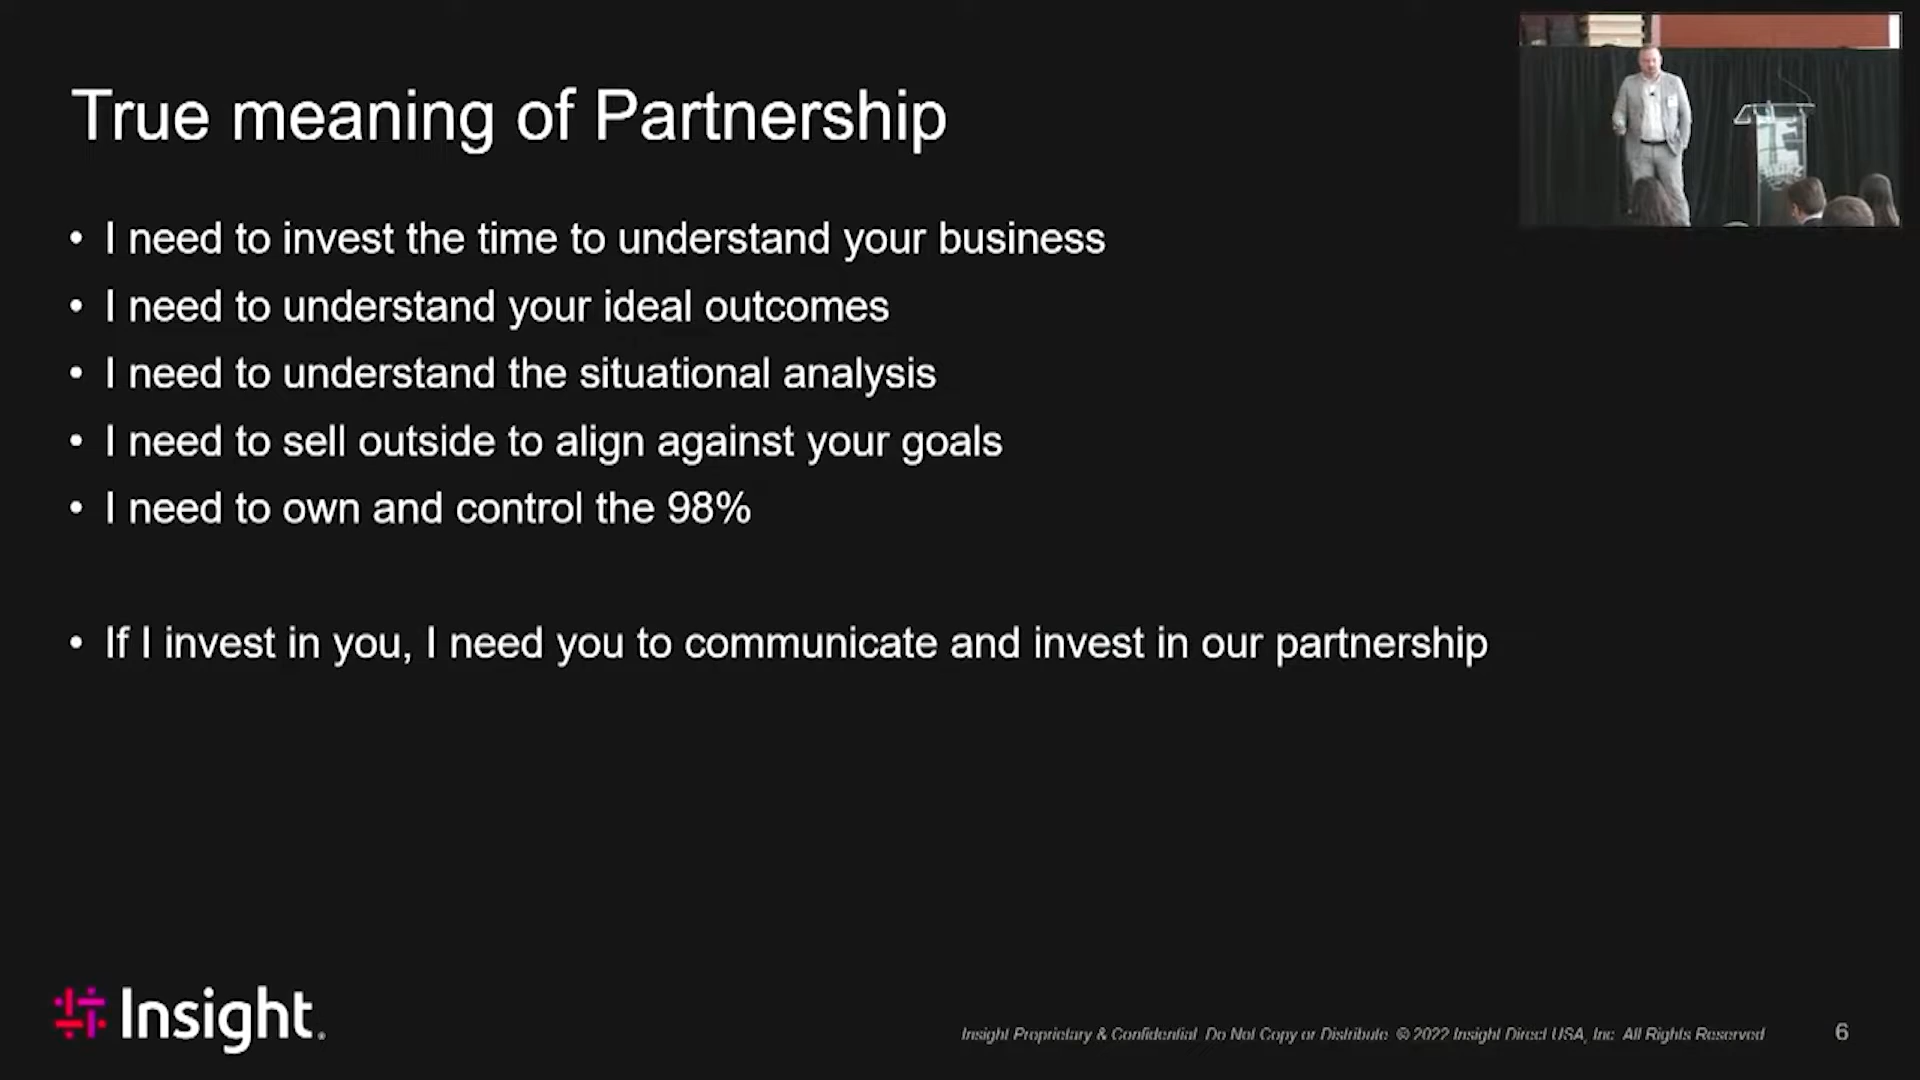 True meaning of Partnership
• I need to invest the time to understand your business
• I need to understand your ideal outcomes
• I need to understand the situational analysis
• I need to sell outside to align against your goals
• I need to own and control the 98%
• If I invest in you, I need you to communicate and invest in our partnership
Insight.
Insight Proprietary & Confidential. Do Not Copy or Distribute. © 2022 Insight Direct USA, Inc. All Rights Reserved
6